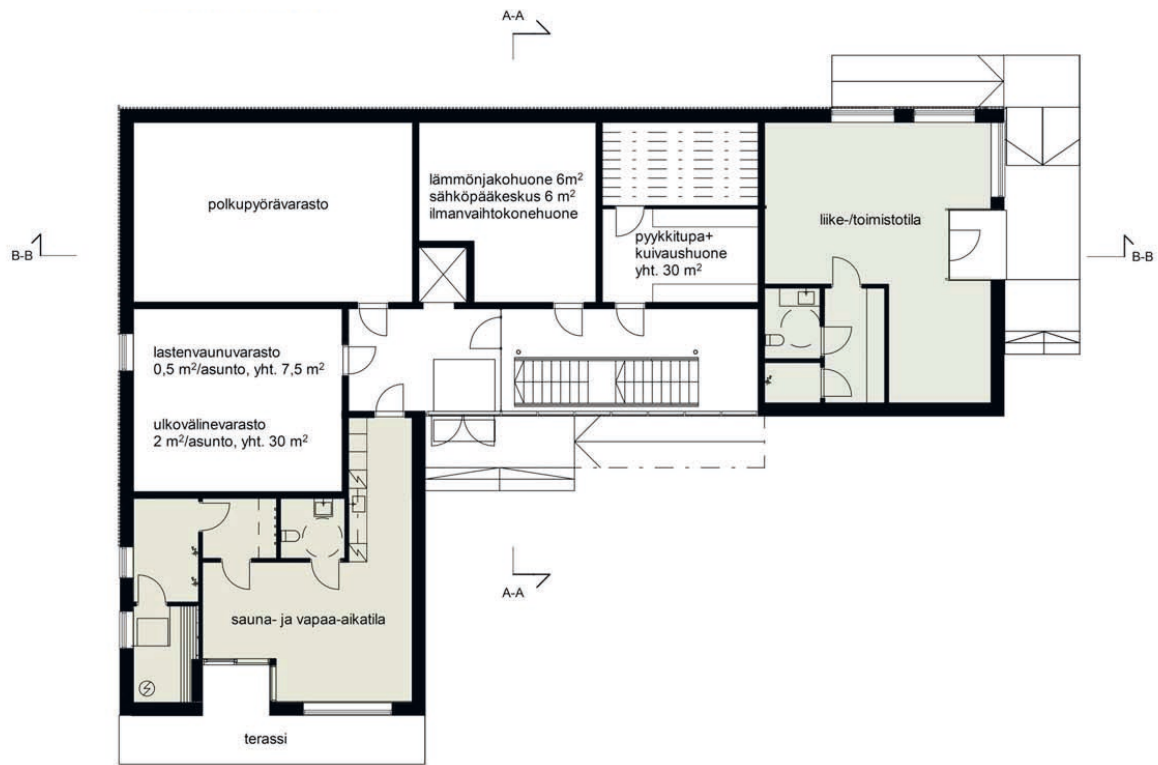 A-A
lämmönjakohuone 6m²
sähköpääkeskus 6 m²
ilmanvaihtokonehuone
polkupyörävarasto
liike-/toimistotila
pyykkitupa+
kuivaushuone
yht. 30 m²
B-B
B-B
lastenvaunuvarasto
0,5 m²/asunto, yht. 7,5 m²
ulkovälinevarasto
2 m²/asunto, yht. 30 m²
A-A
sauna- ja vapaa-aikatila
terassi